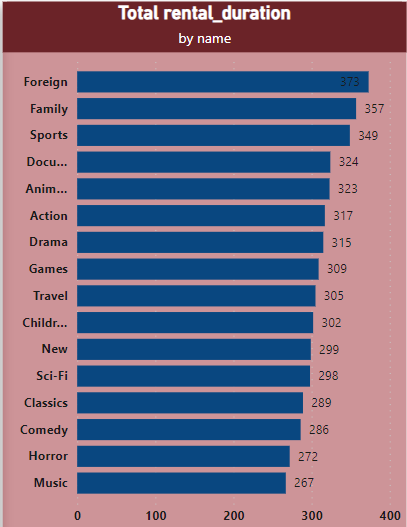 Total rental_duration
by name
Foreign 373
Family 357
Sports 349
Docu... 324
Anim... 323
Action 317
Drama 315
Games 309
Travel 305
Childr... 302
New 299
Sci-Fi 298
Classics 289
Comedy 286
Horror 272
Music 267
0 100 200 300 400